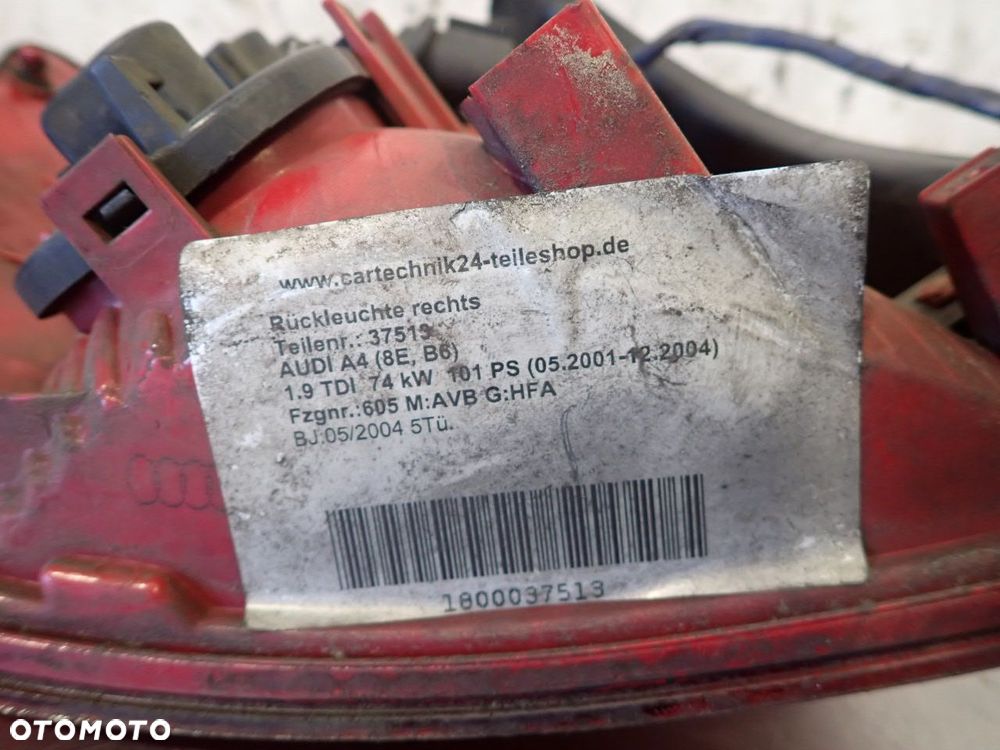 www.cartechnik24-teileshop.de
Rückleuchte rechts
Teilenr.: 37513
AUDI A4 (8E, B6)
1.9 TDI 74 kW 101 PS (05.2001-12.2004)
Fzgnr.:605 M:AVB G:HFA
BJ:05/2004 5Tü.
1800037513
OTOMOTO